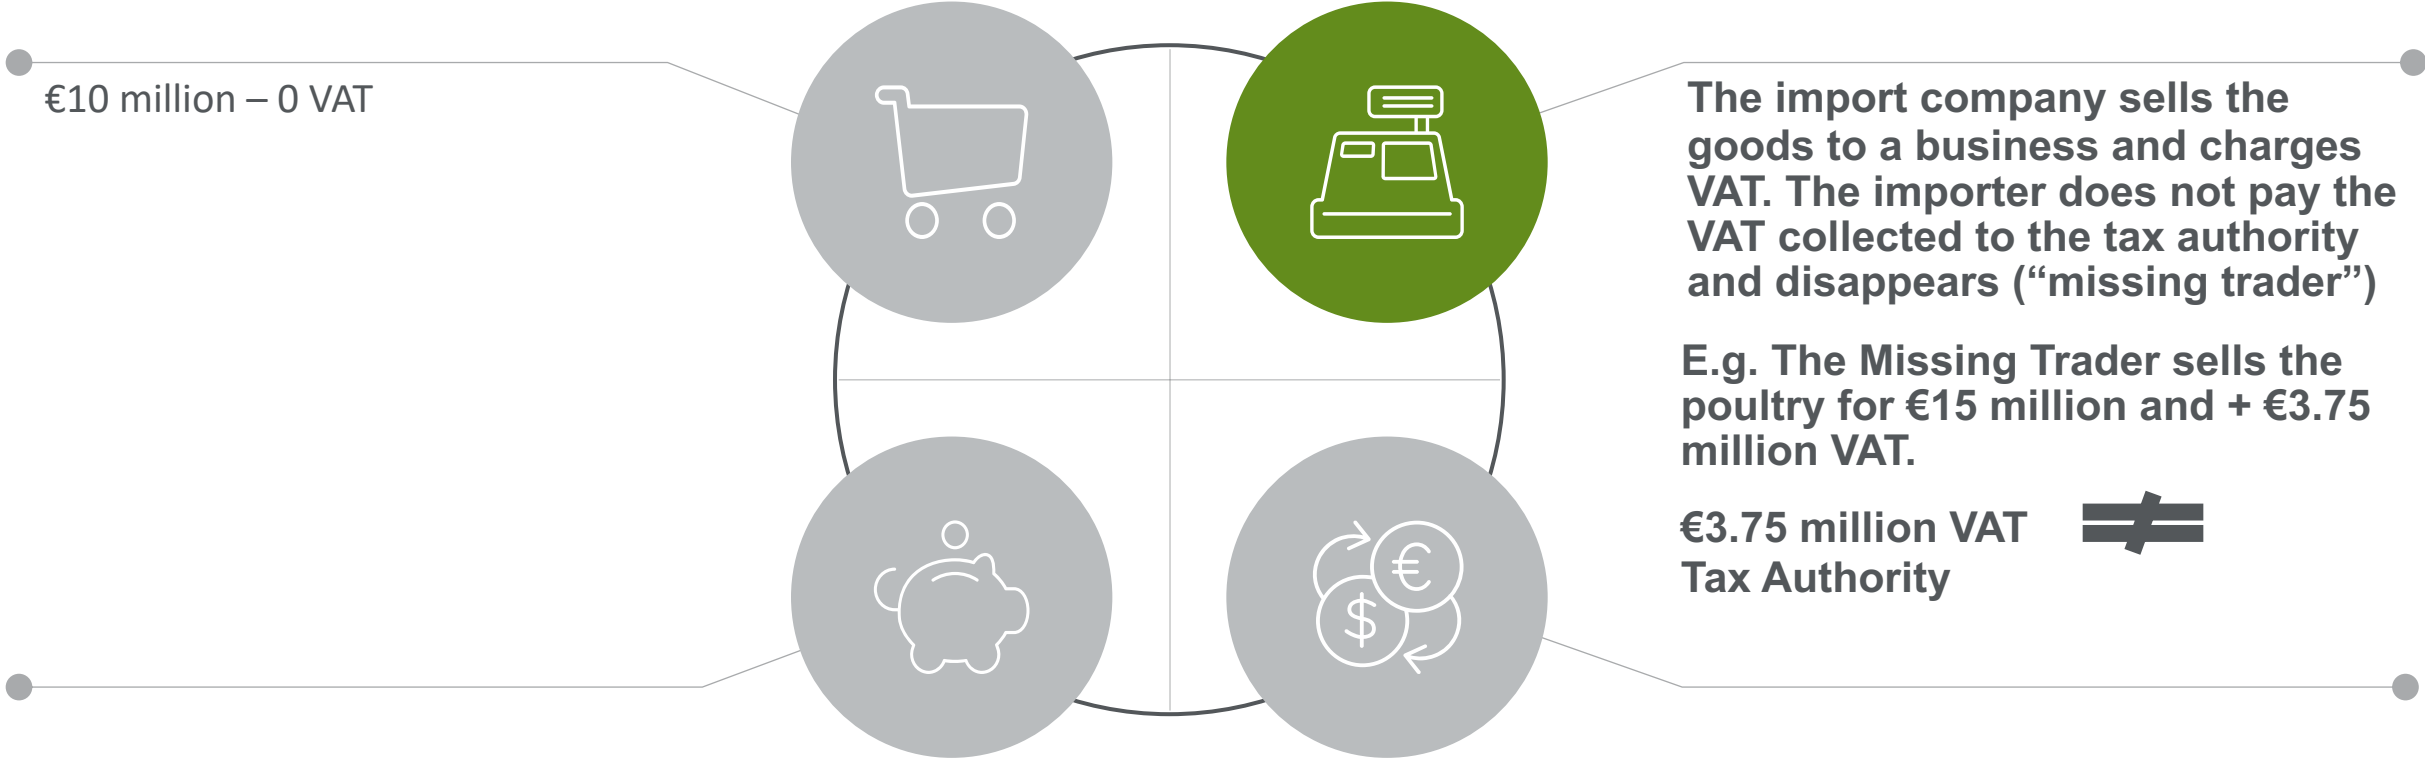 €10 million – 0 VAT
The import company sells the
goods to a business and charges
VAT. The importer does not pay the
VAT collected to the tax authority
and disappears (“missing trader”)
E.g. The Missing Trader sells the
poultry for €15 million and + €3.75
million VAT.
€3.75 million VAT ≠
Tax Authority
€
$